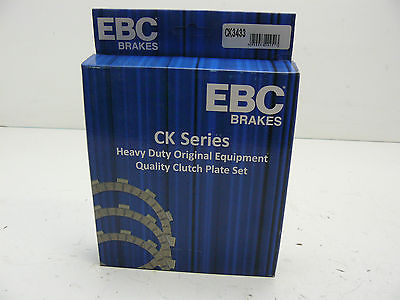 EBC
BRAKES
CK3433
EBC
BRAKES
CK Series
Heavy Duty Original Equipment
Quality Clutch Plate Set